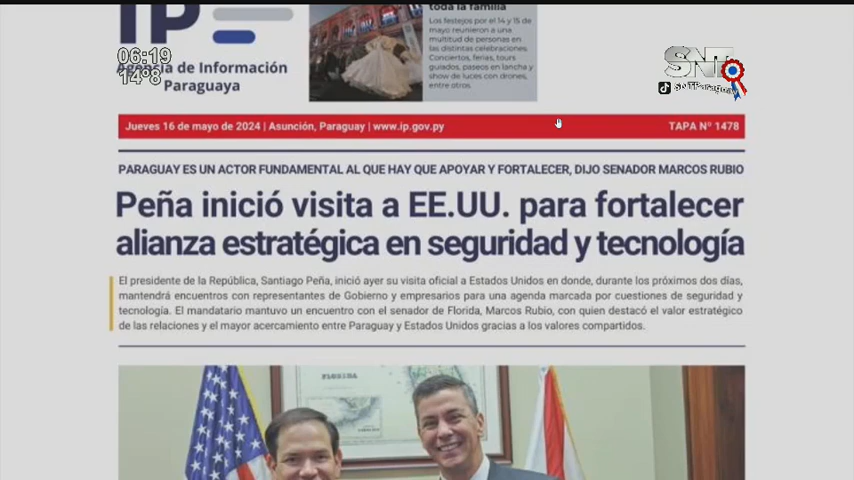 IP
toda la familia
Los festejos por el 14 y 15 de
mayo reunieron a una
multitud de personas en
las distintas celebraciones.
Conciertos, ferias, tours
guiados, paseos en lancha y
show de luces con drones,
entre otros.
06:19
14°8
Agencia de Información
Paraguaya
SNT
SNTParaguay
Jueves 16 de mayo de 2024 | Asunción, Paraguay | www.ip.gov.py
TAPA Nº 1478
PARAGUAY ES UN ACTOR FUNDAMENTAL AL QUE HAY QUE APOYAR Y FORTALECER, DIJO SENADOR MARCOS RUBIO
Peña inició visita a EE.UU. para fortalecer
alianza estratégica en seguridad y tecnología
El presidente de la República, Santiago Peña, inició ayer su visita oficial a Estados Unidos en donde, durante los próximos dos días,
mantendrá encuentros con representantes de Gobierno y empresarios para una agenda marcada por cuestiones de seguridad y
tecnología. El mandatario mantuvo un encuentro con el senador de Florida, Marcos Rubio, con quien destacó el valor estratégico
de las relaciones y el mayor acercamiento entre Paraguay y Estados Unidos gracias a los valores compartidos.
FLORIDA